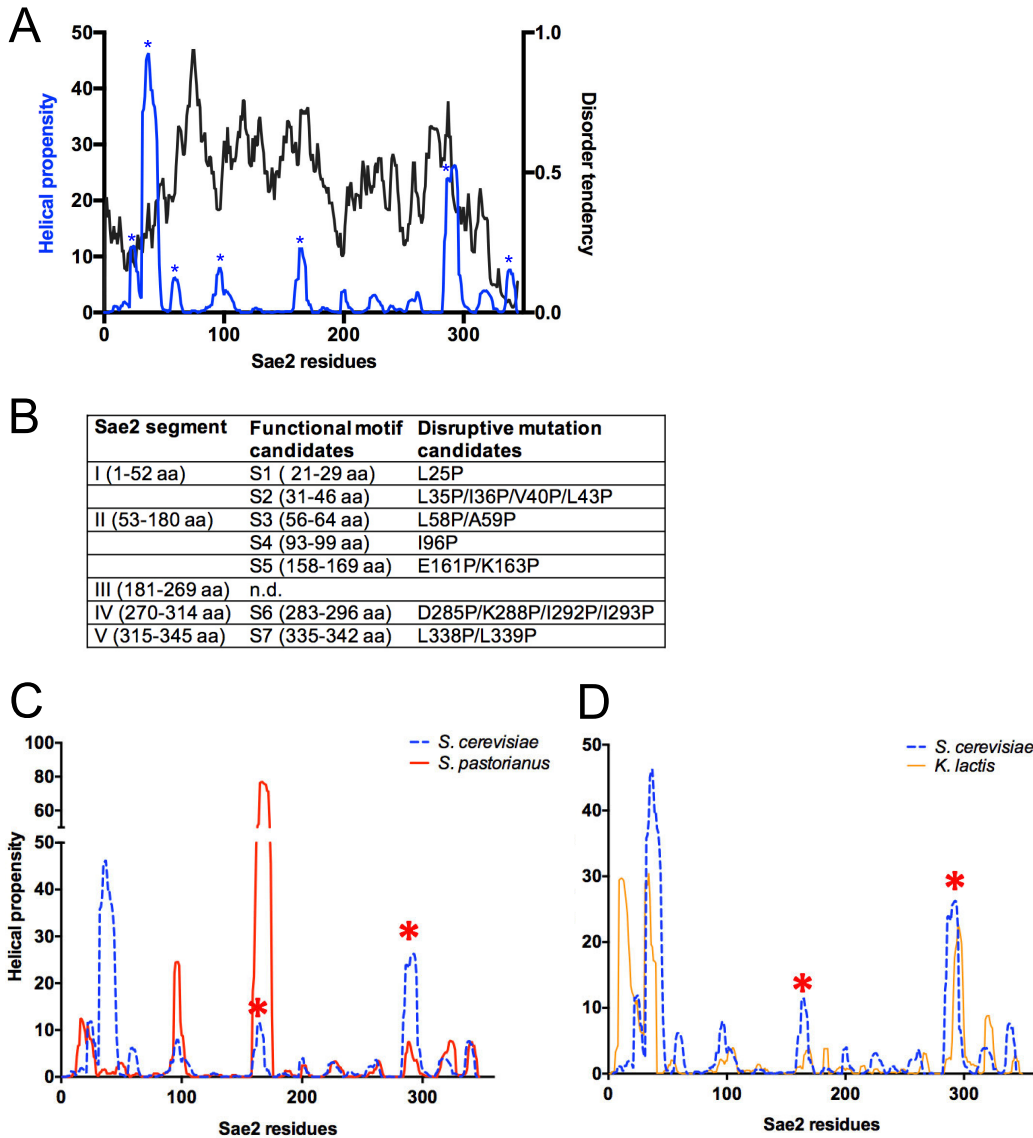 A
50
40
30
20
10
0
Helical propensity
1.0
0.5
0.0
Disorder tendency
0
100
200
300
Sae2 residues
*
*
*
*
*
*
*
B
Sae2 segment Functional motif candidates Disruptive mutation candidates
I (1-52 aa) S1 ( 21-29 aa) L25P
S2 (31-46 aa) L35P/I36P/V40P/L43P
II (53-180 aa) S3 (56-64 aa) L58P/A59P
S4 (93-99 aa) I96P
S5 (158-169 aa) E161P/K163P
III (181-269 aa) n.d.
IV (270-314 aa) S6 (283-296 aa) D285P/K288P/I292P/I293P
V (315-345 aa) S7 (335-342 aa) L338P/L339P
C
100
80
60
50
40
30
20
10
0
Helical propensity
S. cerevisiae
S. pastorianus
*
*
0
100
200
300
Sae2 residues
D
50
40
30
20
10
0
S. cerevisiae
K. lactis
*
*
0
100
200
300
Sae2 residues